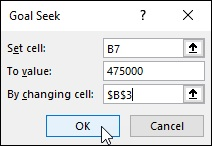 Goal Seek ? ×
Set cell: B7
To value: 475000
By changing cell: $B$3
OK Cancel